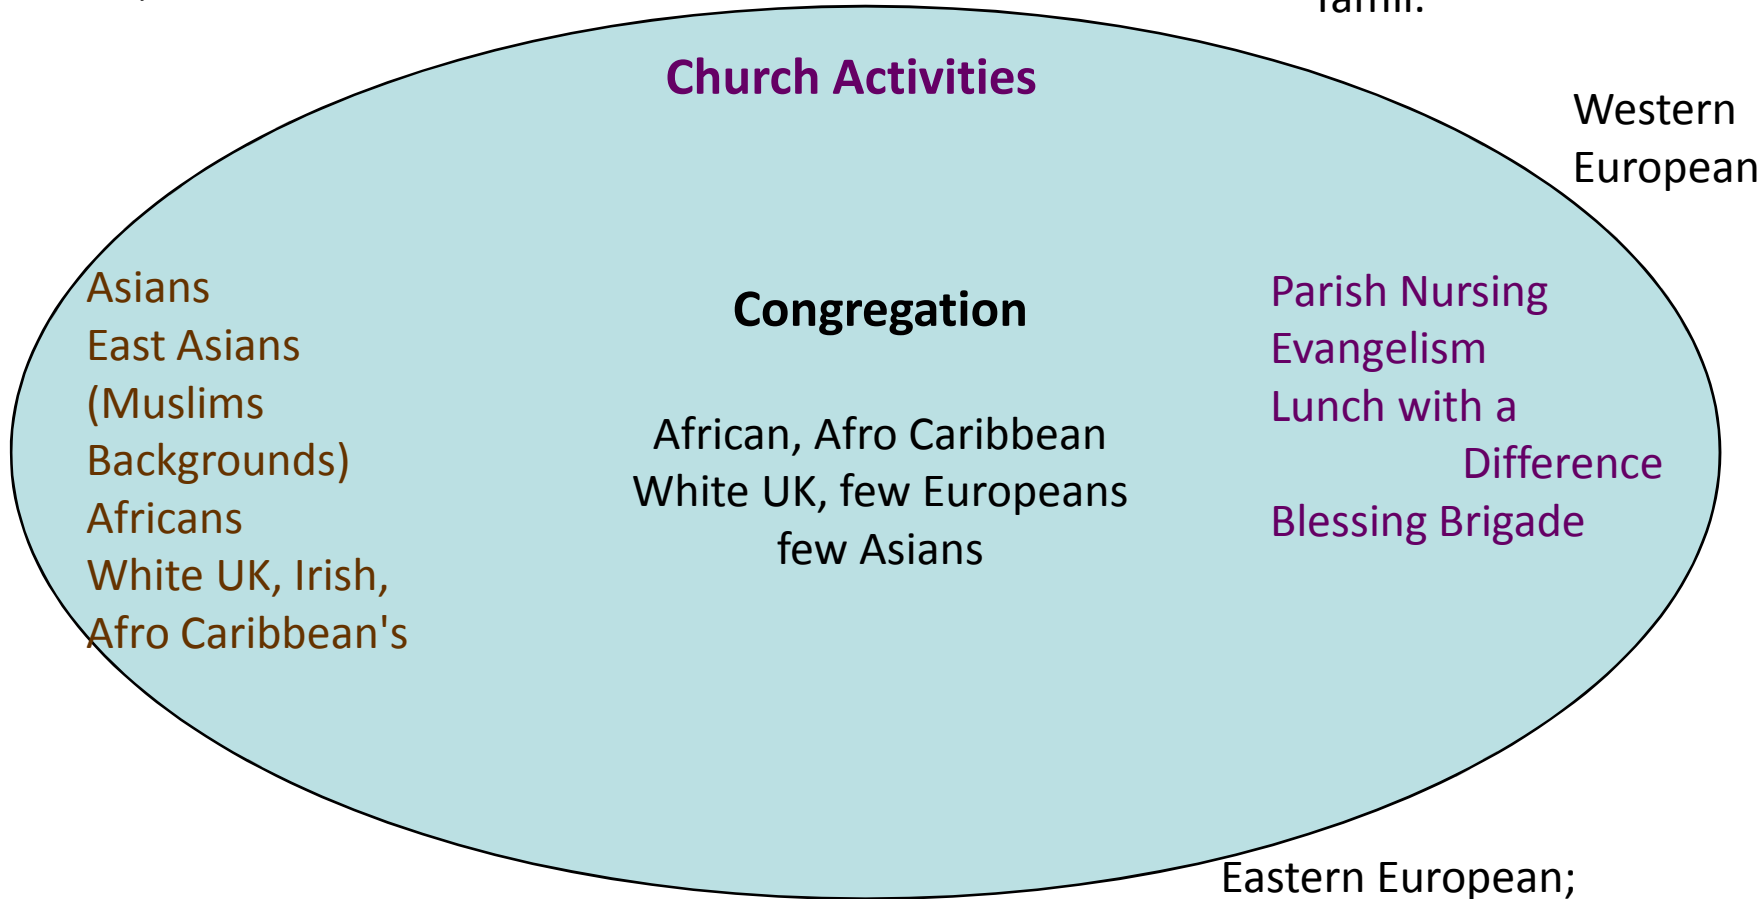 Tamil.
Church Activities
Western
European
Asians
East Asians
(Muslims
Backgrounds)
Africans
White UK, Irish,
Afro Caribbean's
Congregation
African, Afro Caribbean
White UK, few Europeans
few Asians
Parish Nursing
Evangelism
Lunch with a
Difference
Blessing Brigade
Eastern European;